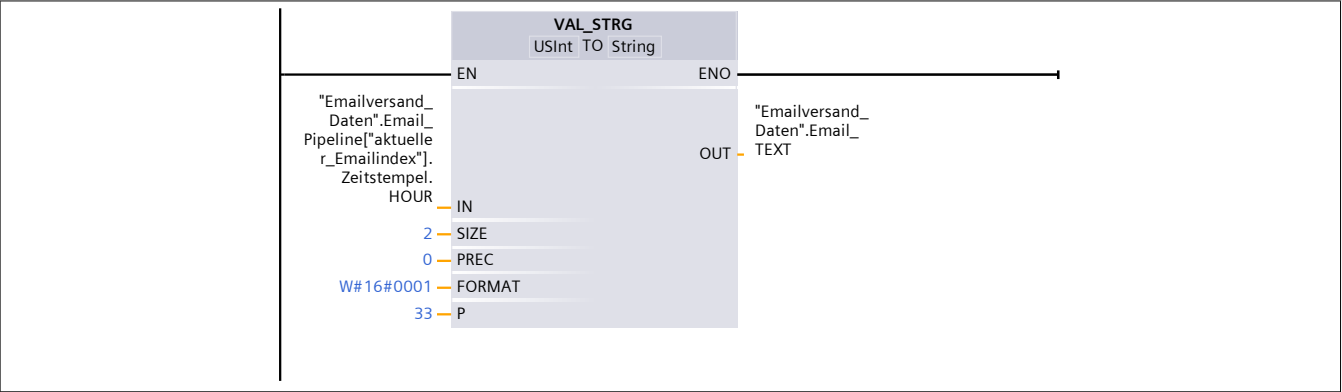 VAL_STRG
USInt TO String
EN ENO
"Emailversand_
Daten".Email_
Pipeline["aktuelle
r_Emailindex"].
Zeitstempel.
HOUR
IN
"Emailversand_
Daten".Email_
TEXT
OUT
2 SIZE
0 PREC
W#16#0001 FORMAT
33 P